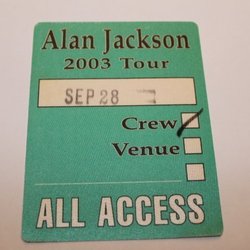 Alan Jackson
2003 Tour
SEP 28
Crew
Venue
ALL ACCESS